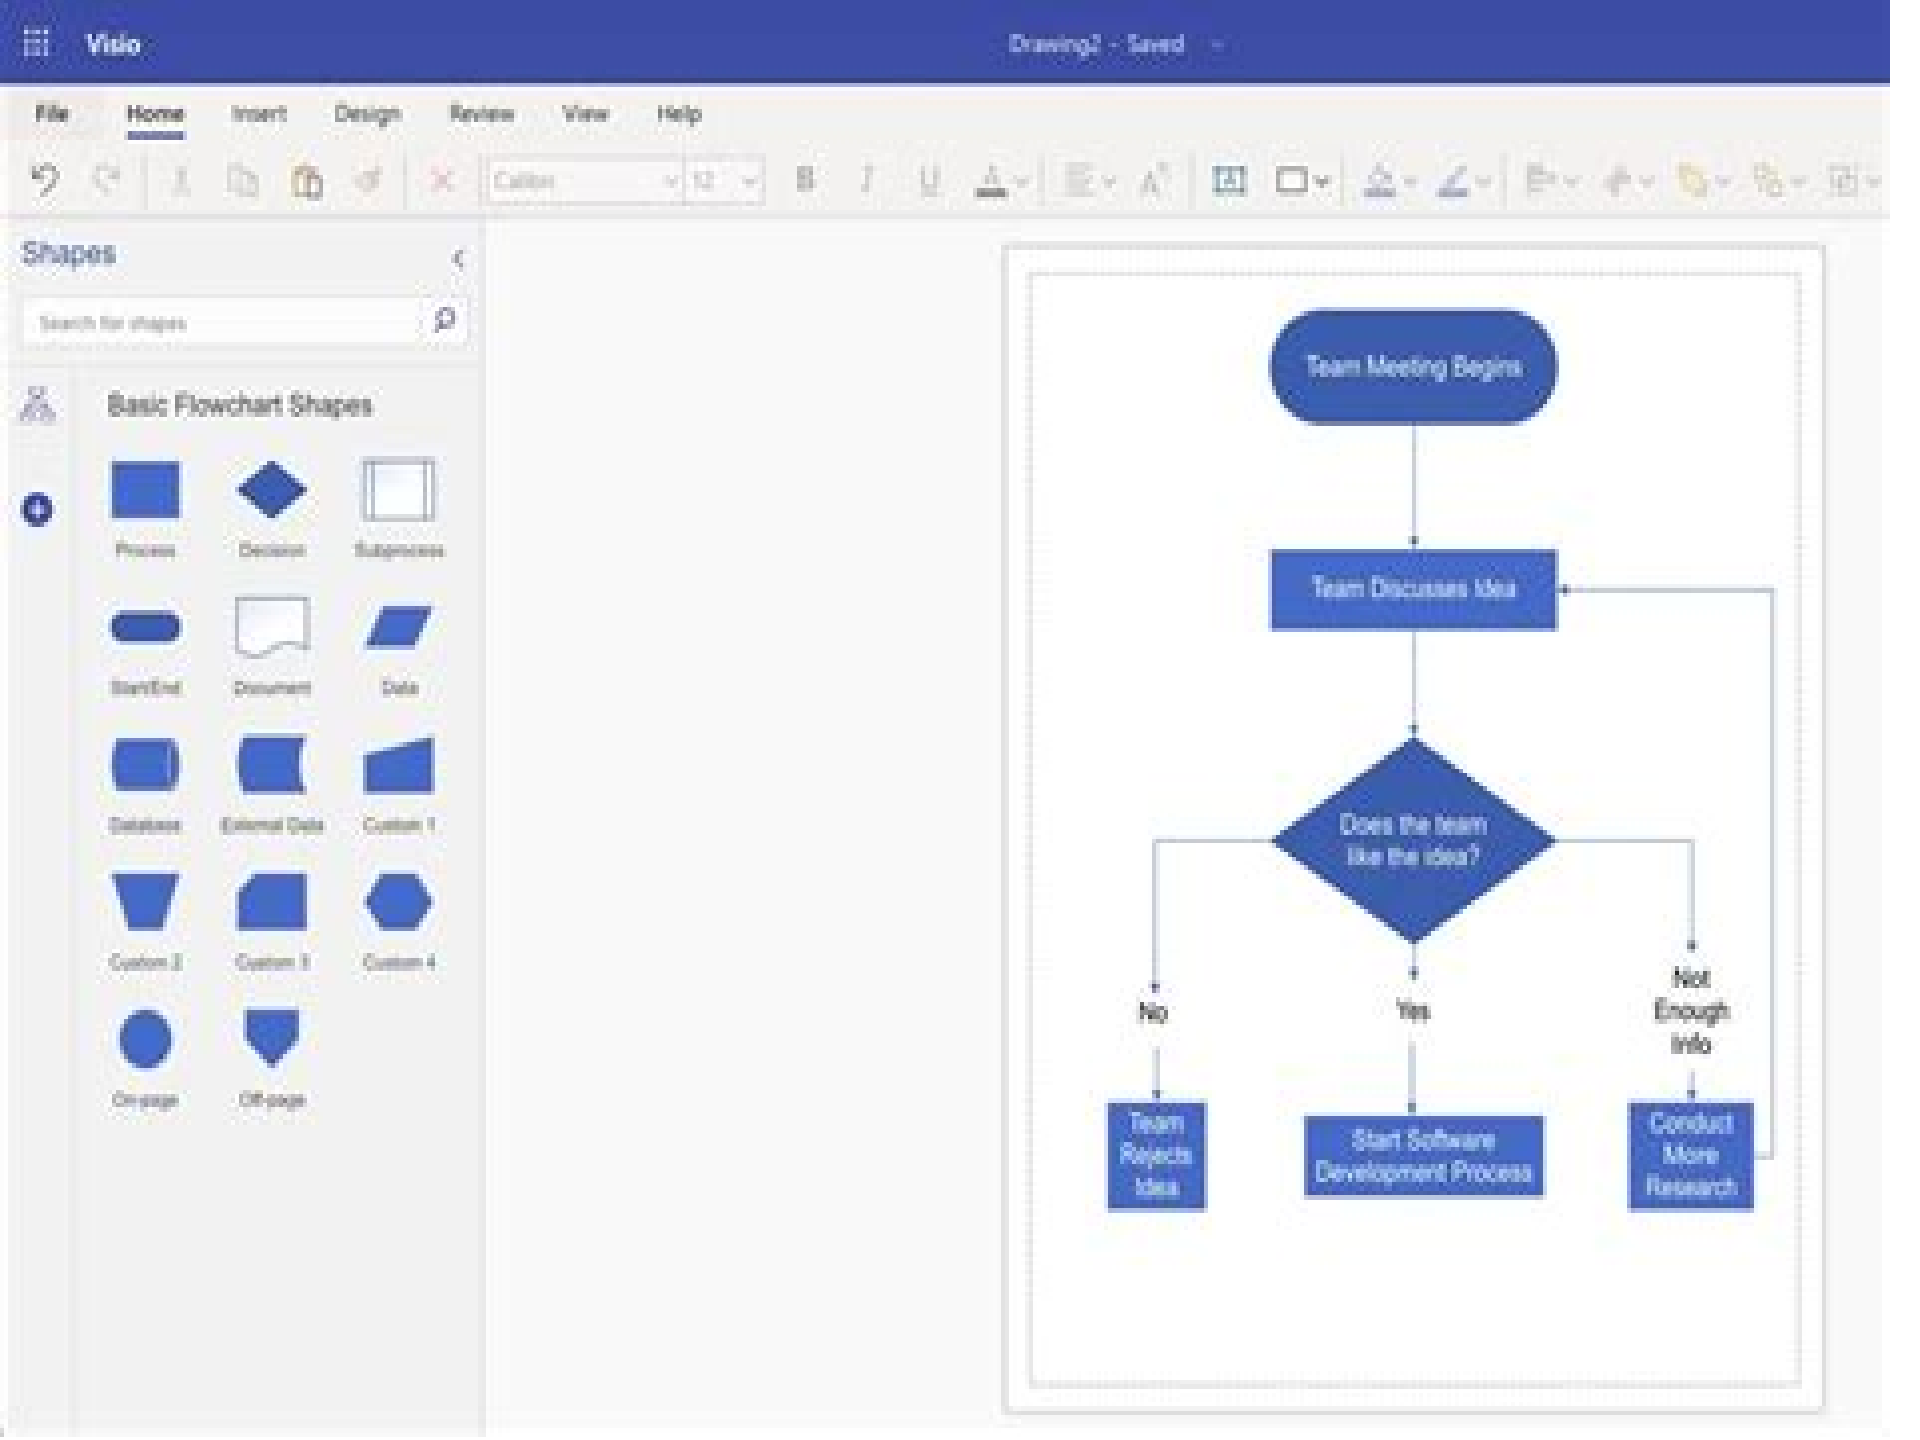 Visio
Drawing2 - Saved
File Home Insert Design Review View Help
Calibri 12 B I U A A
Shapes
Search for shapes
Basic Flowchart Shapes
Process Decision Subprocess
Start/End Document Data
Database External Data Custom 1
Custom 2 Custom 3 Custom 4
On-page Off-page
Team Meeting Begins
Team Discusses Idea
Does the team
like the idea?
No
Yes
Not
Enough
Info
Team
Rejects
Idea
Start Software
Development Process
Conduct
More
Research